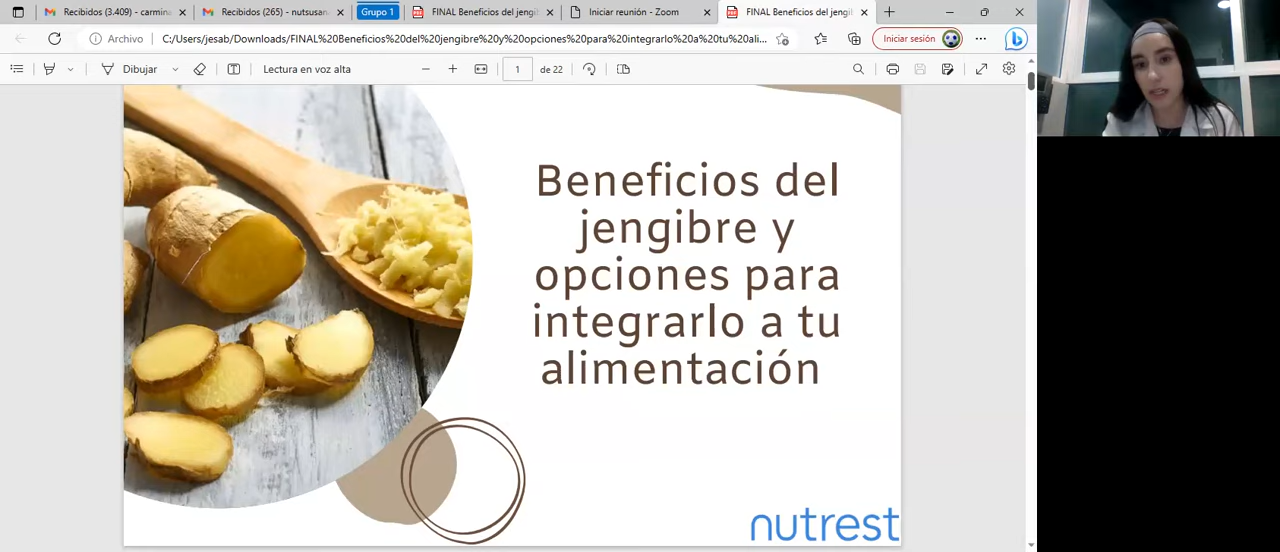 Recibidos (3.409) - carmina
Recibidos (265) - nutsusan
Grupo 1
FINAL Beneficios del jengi
Iniciar reunión - Zoom
FINAL Beneficios del jengi
Archivo
C:/Users/jesab/Downloads/FINAL%20Beneficios%20del%20jengibre%20y%20opciones%20para%20integrarlo%20a%20tu%20ali...
Iniciar sesión
Dibujar
Lectura en voz alta
1
de 22
Beneficios del
jengibre y
opciones para
integrarlo a tu
alimentación
nutrest